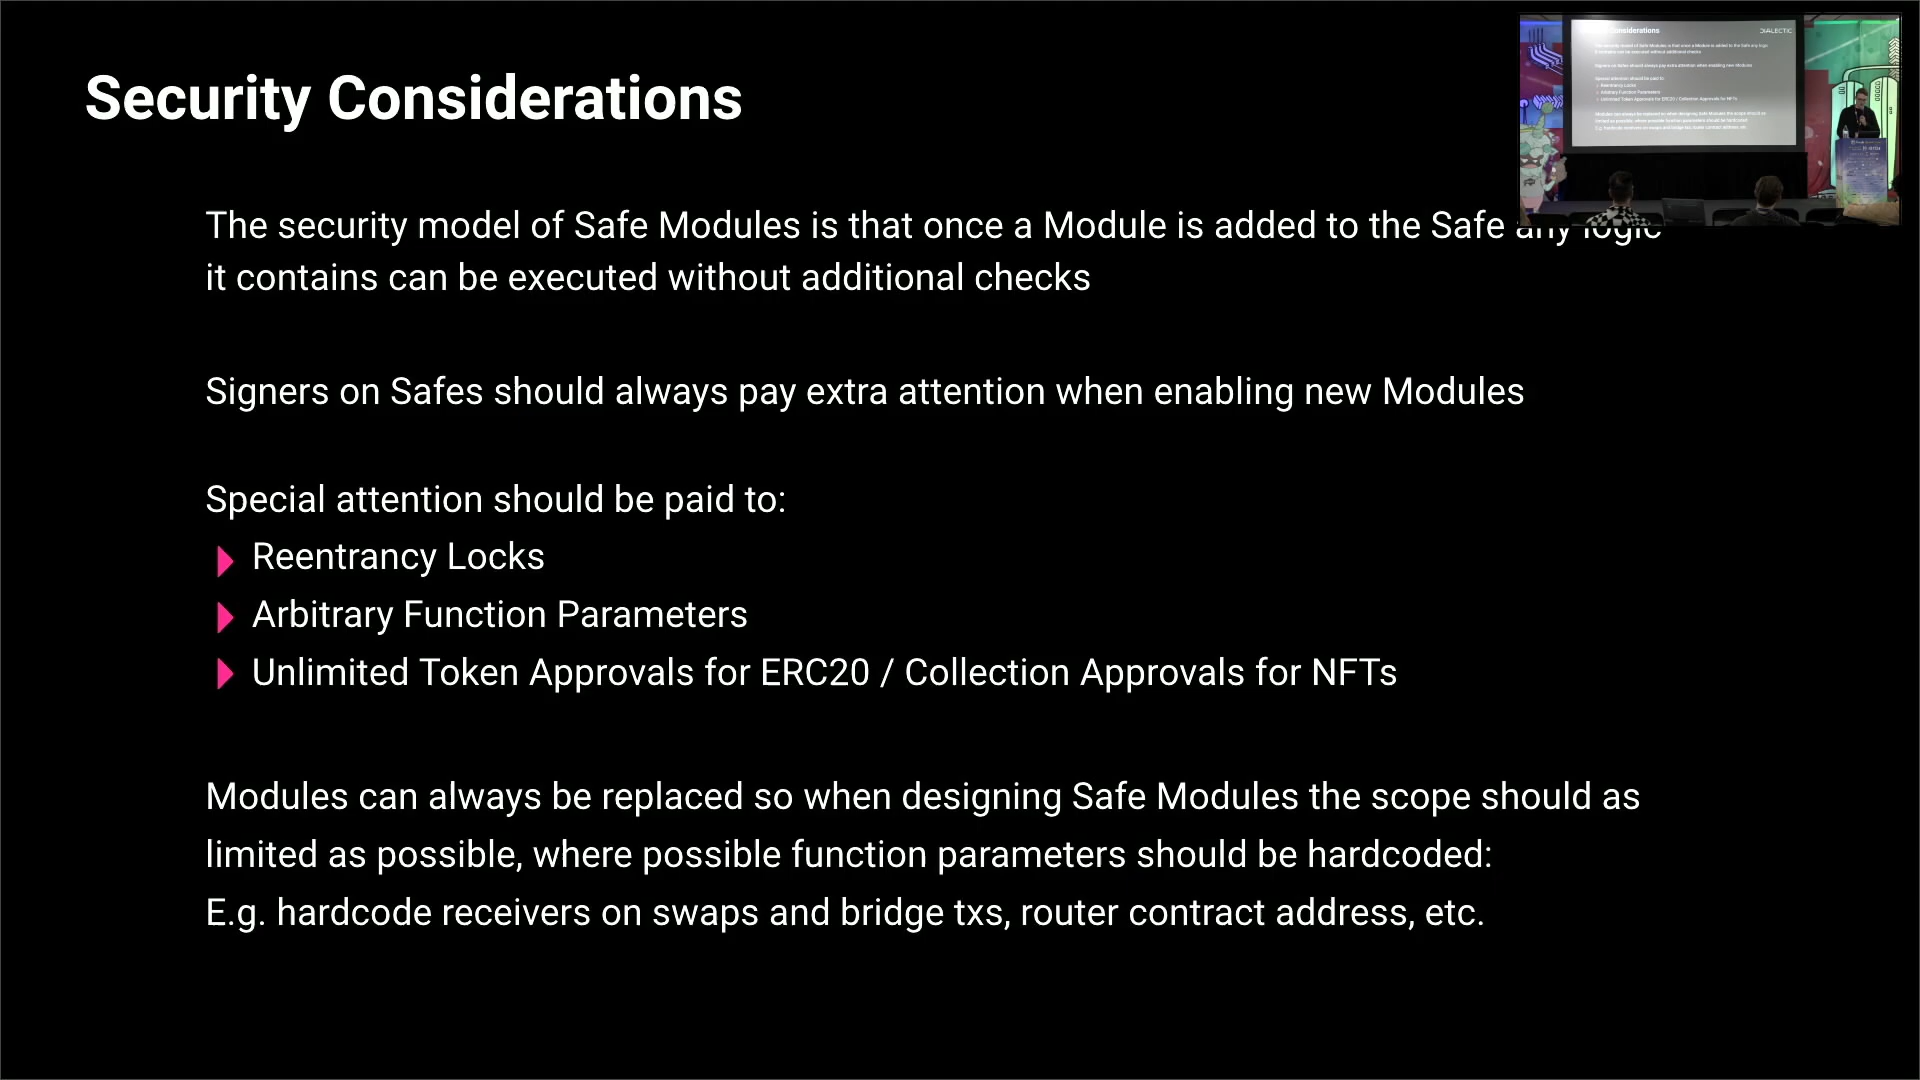 Security Considerations
DIALECTIC
The security model of Safe Modules is that once a Module is added to the Safe any logic
it contains can be executed without additional checks
Signers on Safes should always pay extra attention when enabling new Modules
Special attention should be paid to:
Reentrancy Locks
Arbitrary Function Parameters
Unlimited Token Approvals for ERC20 / Collection Approvals for NFTs
Modules can always be replaced so when designing Safe Modules the scope should as
limited as possible, where possible function parameters should be hardcoded:
E.g. hardcode receivers on swaps and bridge txs, router contract address, etc.